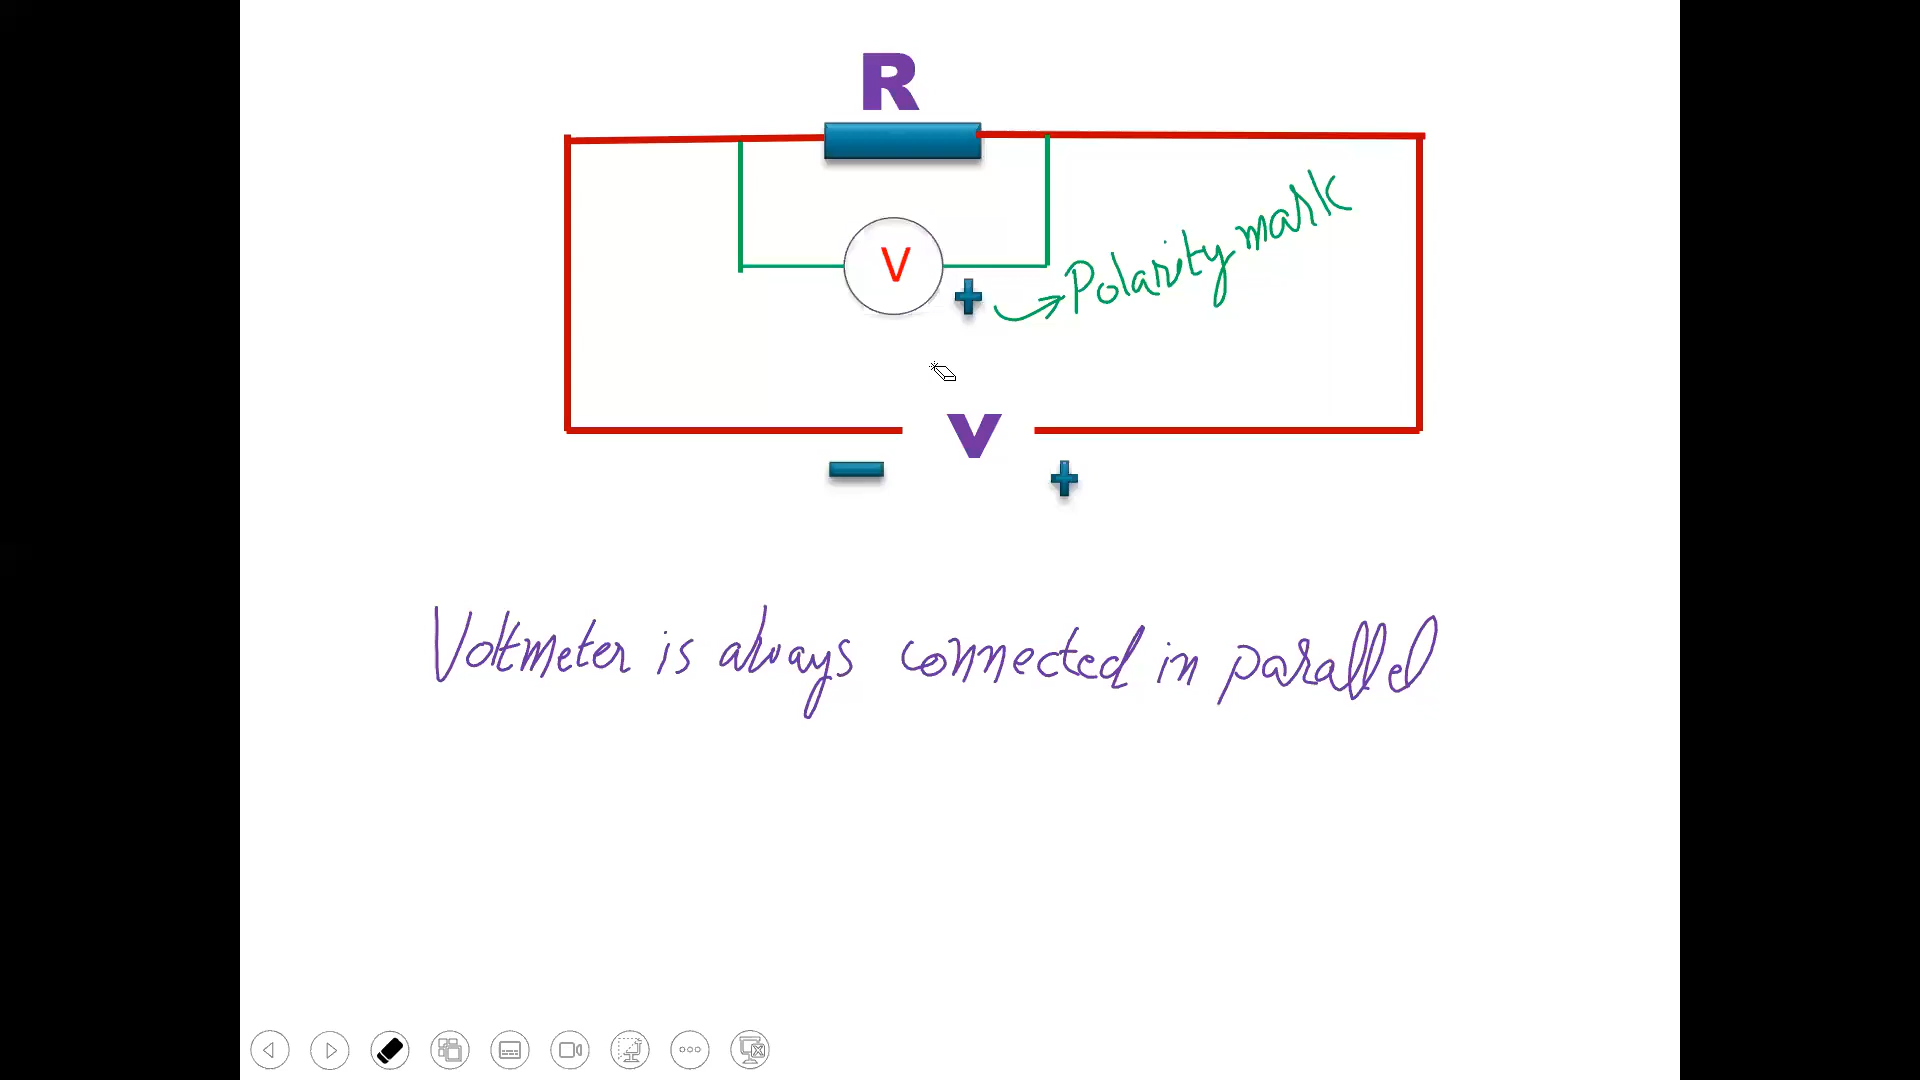 R
V
+
Polarity mark
V
− +
Voltmeter is always connected in parallel